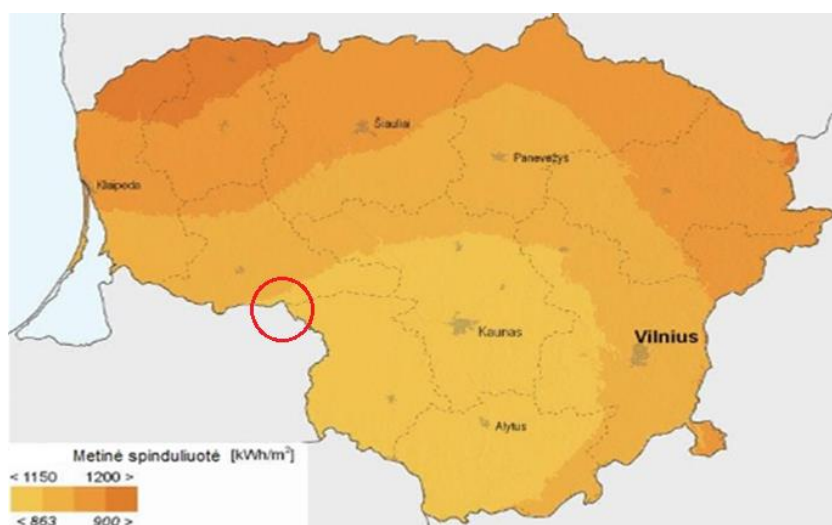 Šiauliai
Panevėžys
Klaipėda
Kaunas
Vilnius
Alytus
Metinė spinduliuotė [kWh/m²]
< 1150 1200 >
< 863 900 >